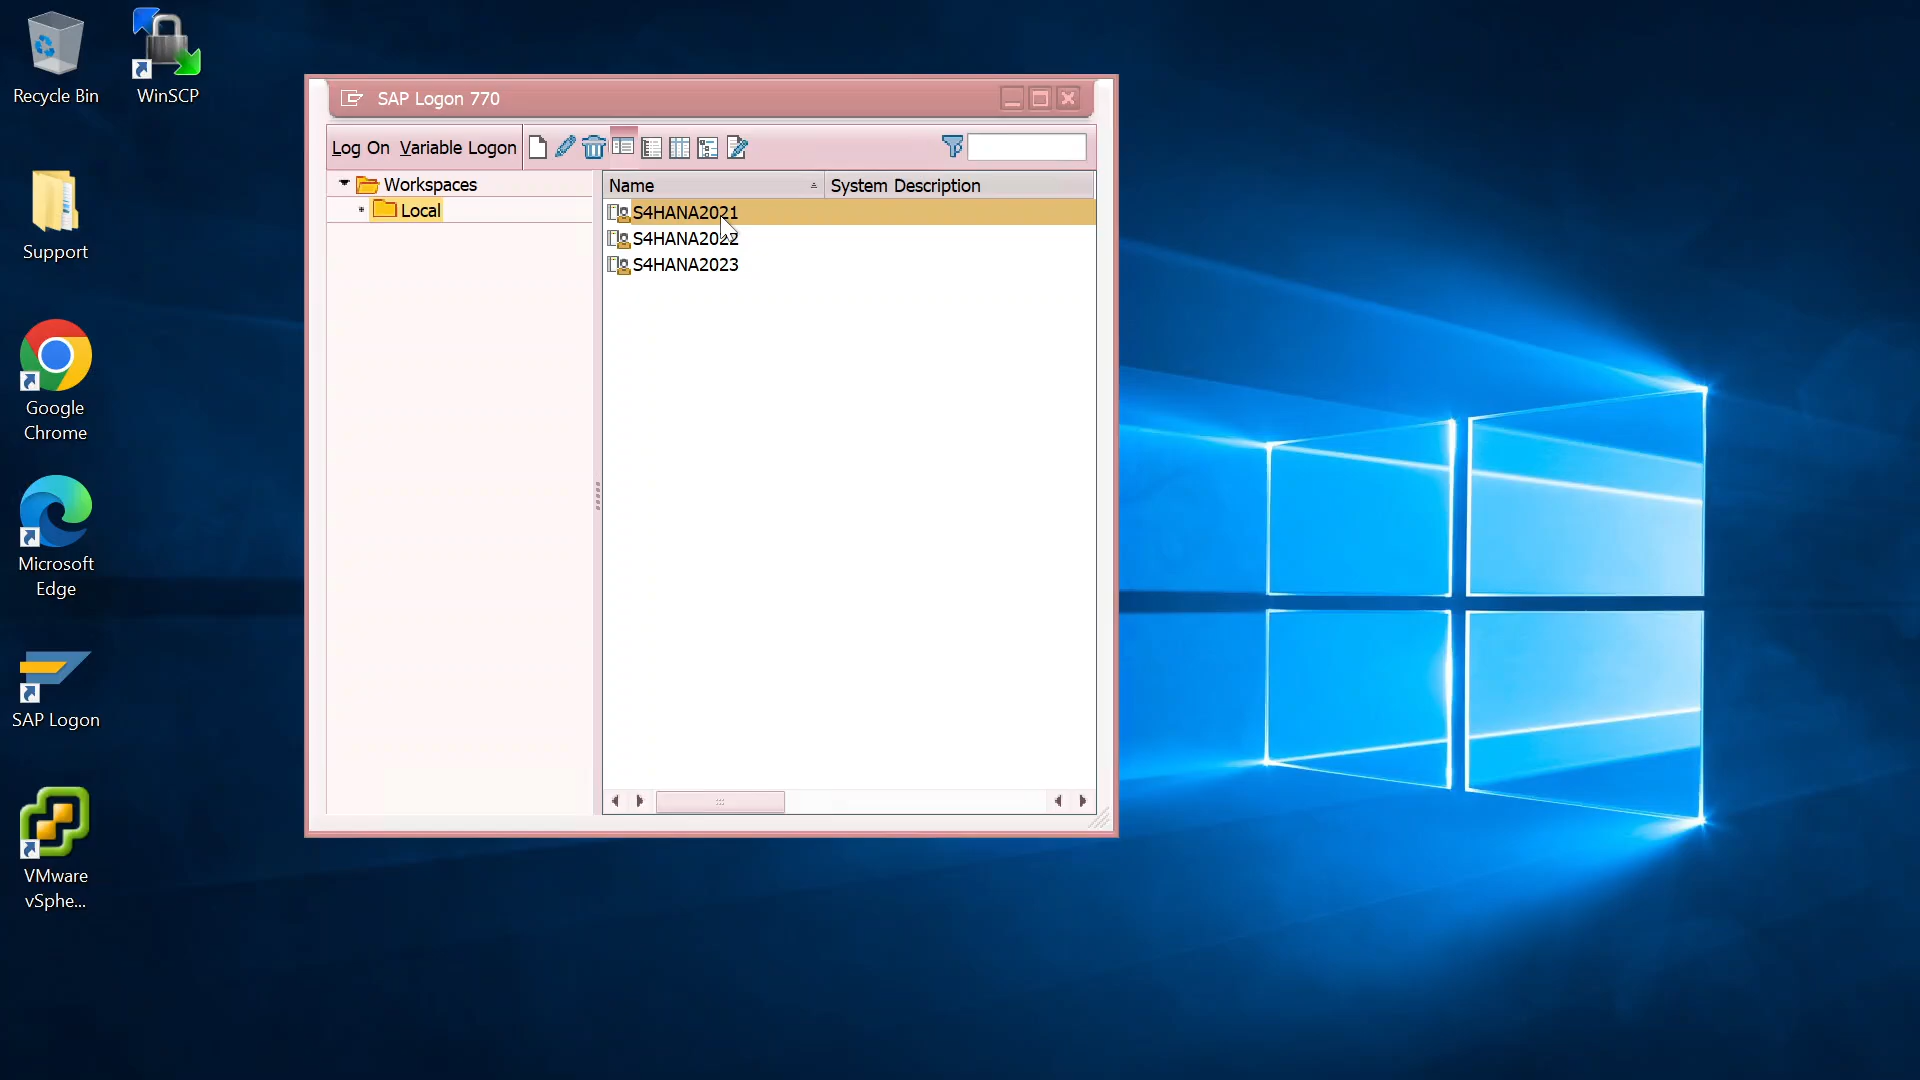 Recycle Bin
WinSCP
Support
Google
Chrome
Microsoft
Edge
SAP Logon
VMware
vSphe...
SAP Logon 770
Log On Variable Logon
Workspaces
Local
Name System Description
S4HANA2021
S4HANA2022
S4HANA2023